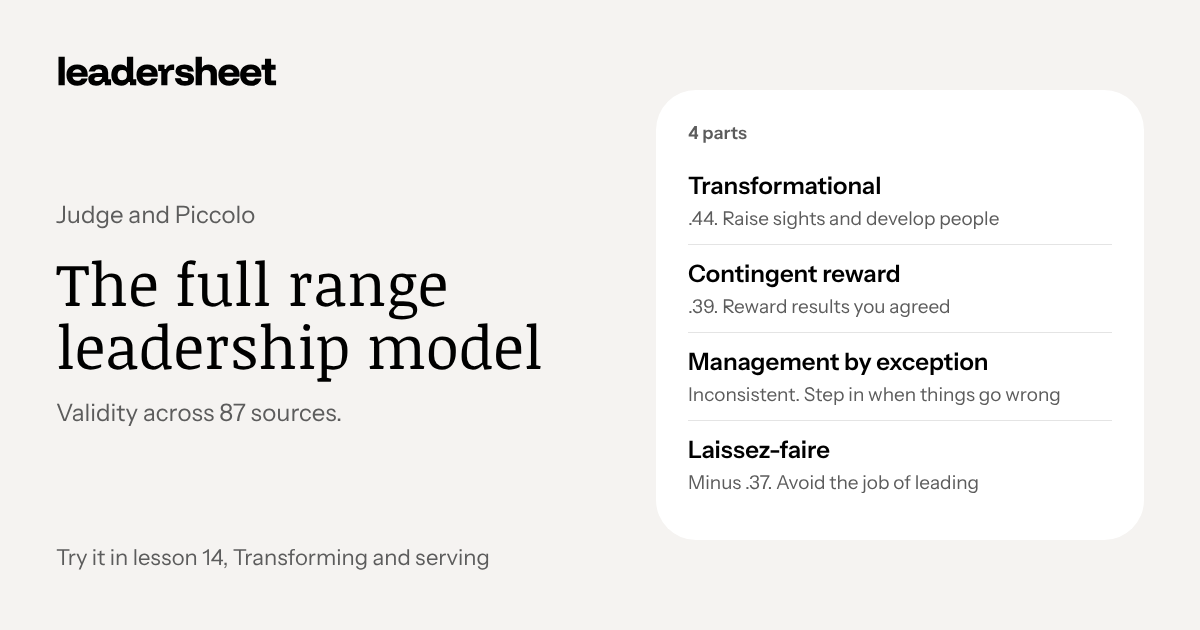 leadersheet
Judge and Piccolo
The full range
leadership model
Validity across 87 sources.
Try it in lesson 14, Transforming and serving
4 parts
Transformational
.44. Raise sights and develop people
Contingent reward
.39. Reward results you agreed
Management by exception
Inconsistent. Step in when things go wrong
Laissez-faire
Minus .37. Avoid the job of leading